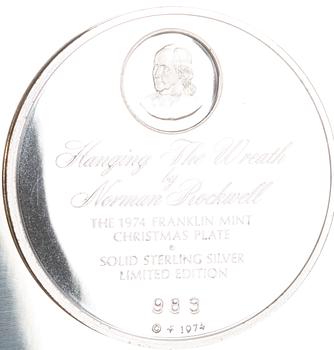 Hanging The Wreath
by
Norman Rockwell
THE 1974 FRANKLIN MINT
CHRISTMAS PLATE
SOLID STERLING SILVER
LIMITED EDITION
983
© 1974